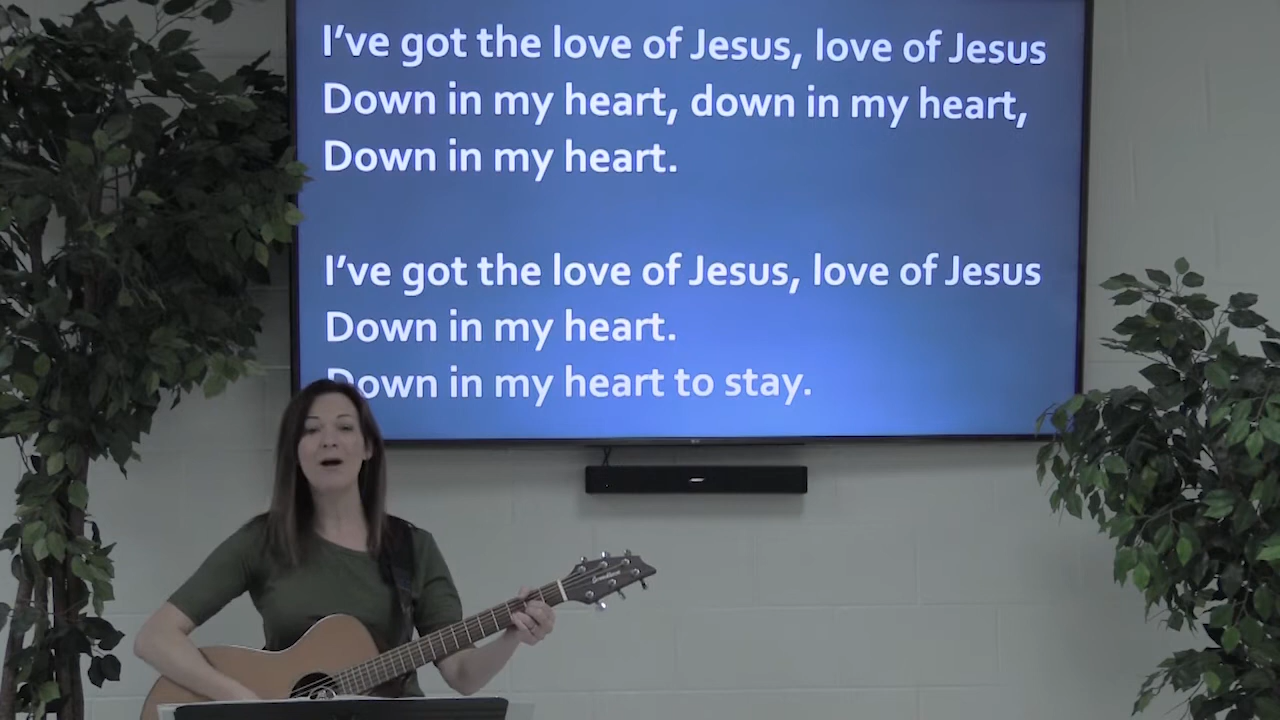 I've got the love of Jesus, love of Jesus
Down in my heart, down in my heart,
Down in my heart.
I've got the love of Jesus, love of Jesus
Down in my heart.
Down in my heart to stay.